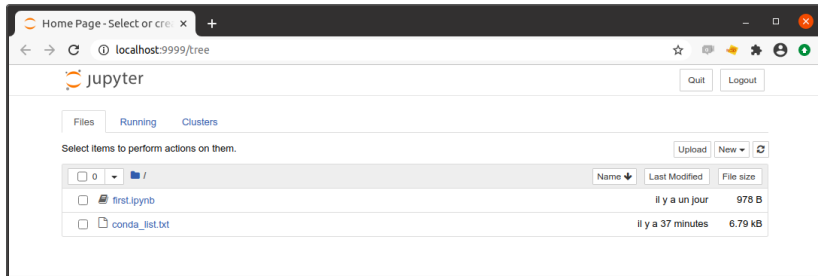 Home Page - Select or cre
localhost:9999/tree
jupyter
Quit Logout
Files Running Clusters
Select items to perform actions on them.
Upload New
0 / Name Last Modified File size
first.ipynb il y a un jour 978 B
conda_list.txt il y a 37 minutes 6.79 kB